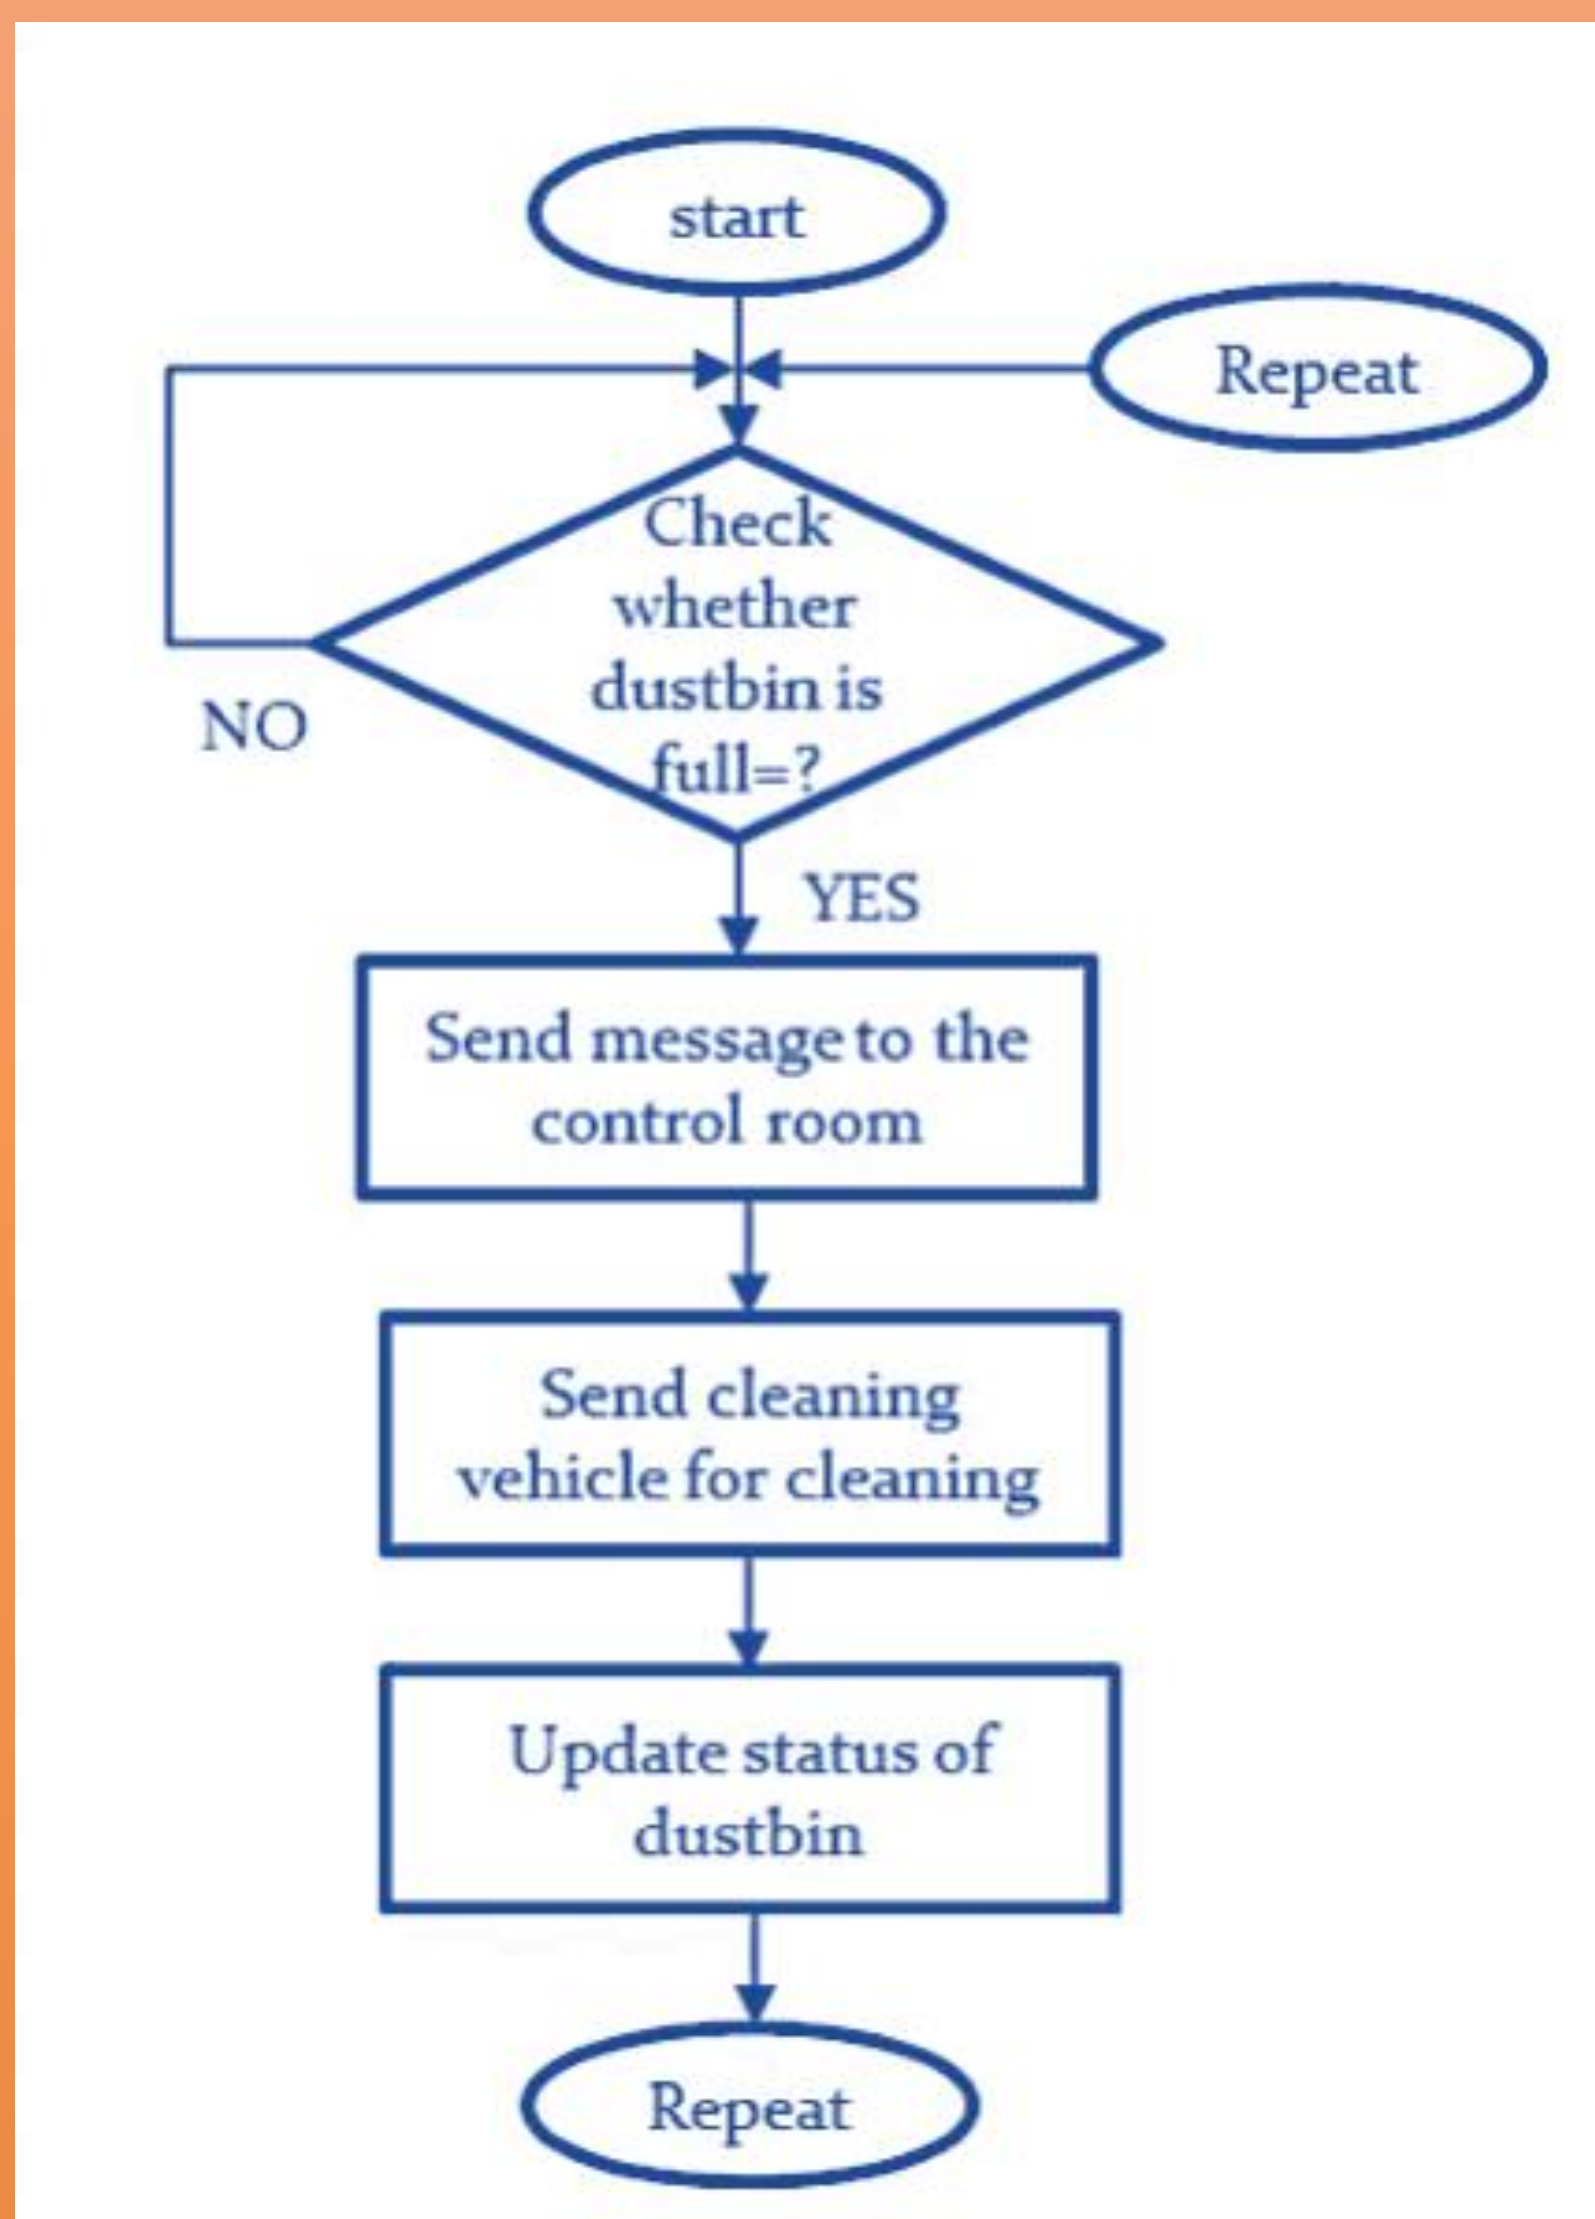 start
Repeat
Check
whether
dustbin is
full=?
NO
YES
Send message to the
control room
Send cleaning
vehicle for cleaning
Update status of
dustbin
Repeat